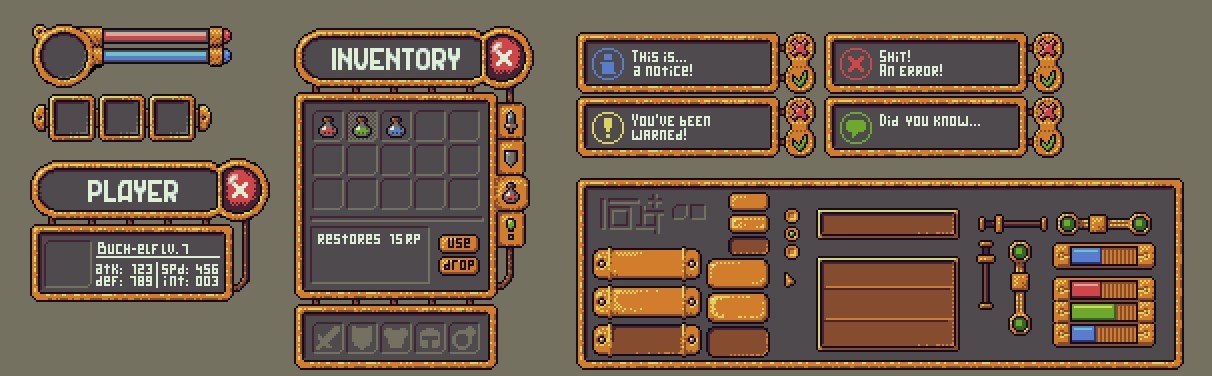 PLAYER
Buch-elf LV. 7
atk: 123 | SPd: 456
def: 789 | int: 003
INVENTORY
RESTORES 15 RP
USE
drop
This is...
a notice!
Shit!
An error!
You've been
warned!
Did you know...